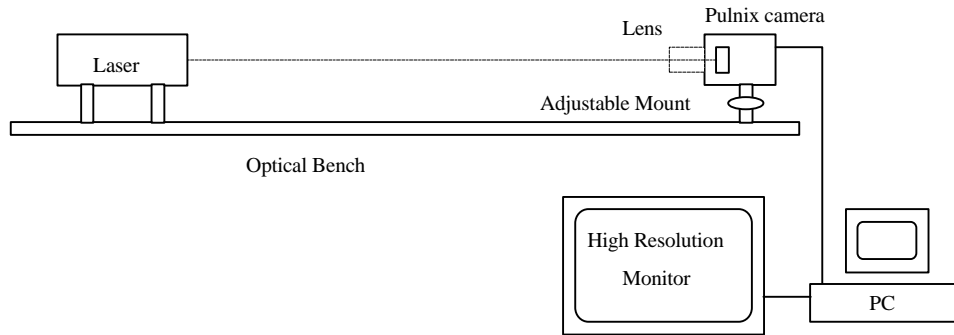 Pulnix camera
Lens
Laser
Adjustable Mount
Optical Bench
High Resolution
Monitor
PC